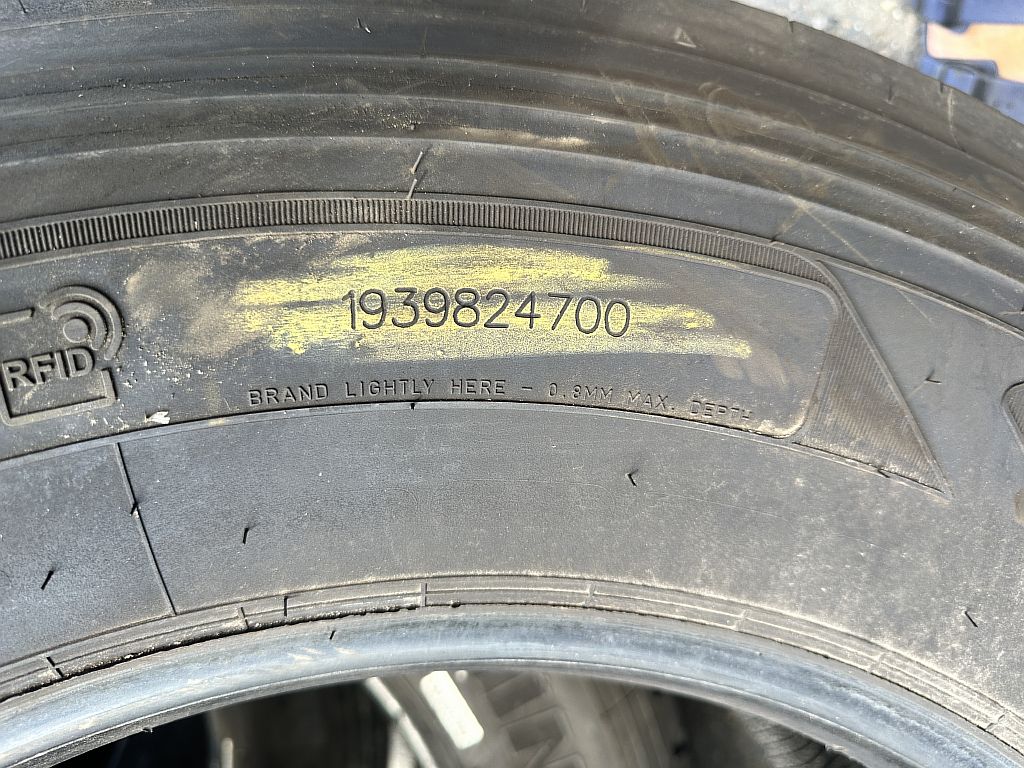 1939824700
RFID
BRAND LIGHTLY HERE - 0.8MM MAX. DEPTH